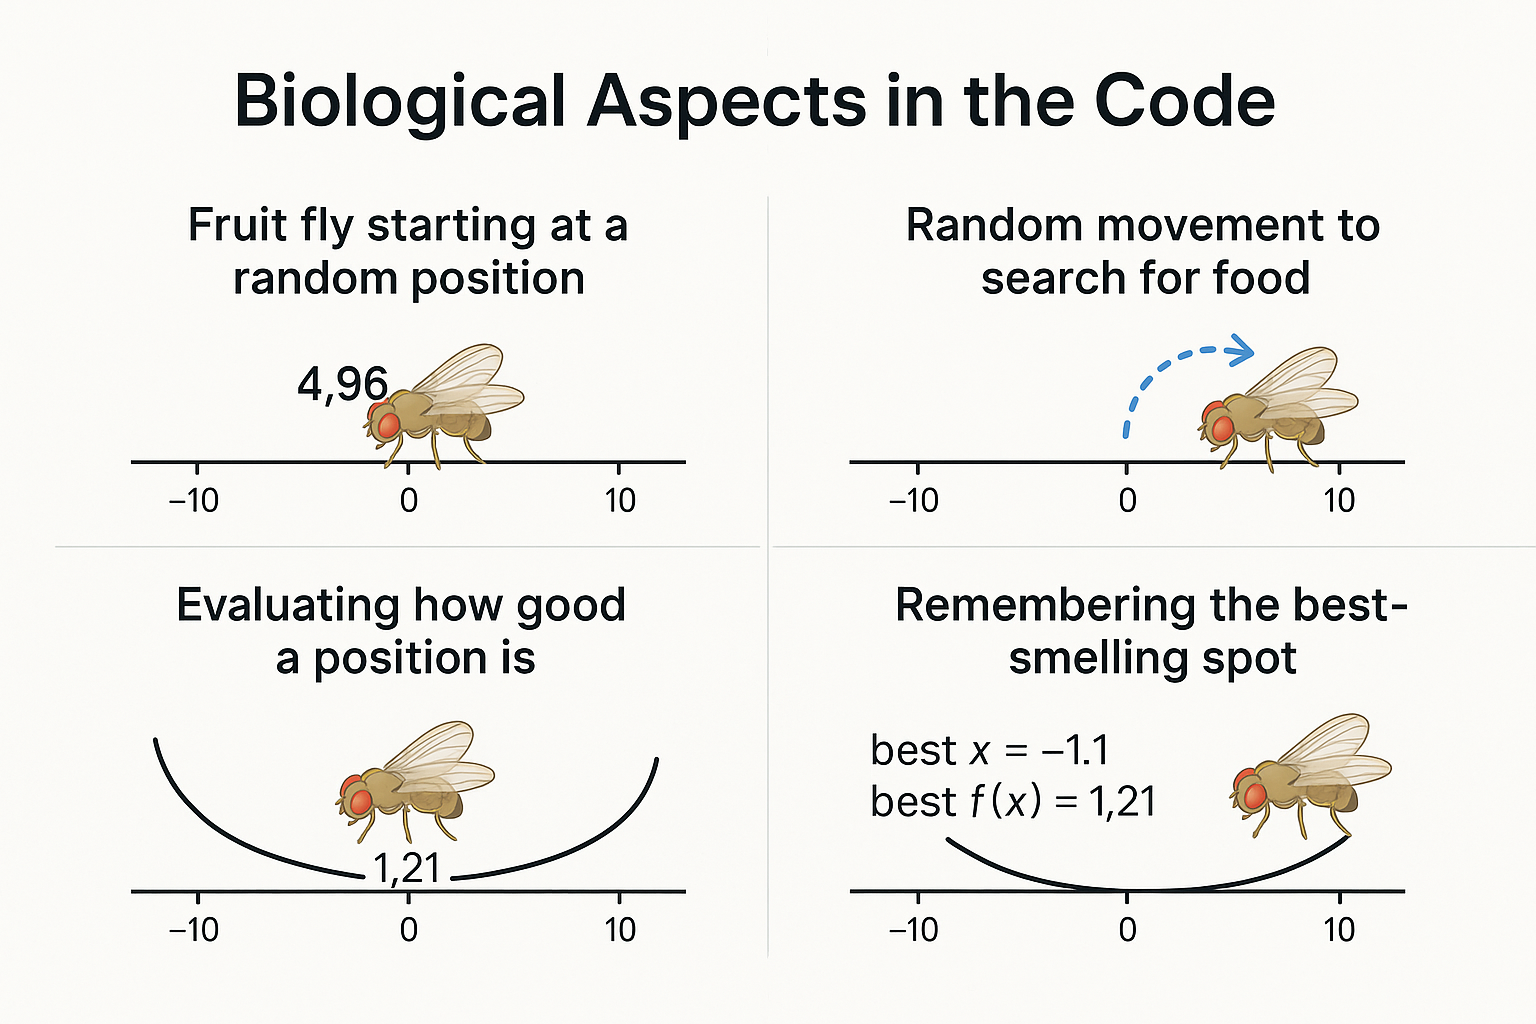 Biological Aspects in the Code
Fruit fly starting at a
random position
4,96
−10 0 10
Random movement to
search for food
−10 0 10
Evaluating how good
a position is
1,21
−10 0 10
Remembering the best-
smelling spot
best x = −1.1
best f(x) = 1,21
−10 0 10